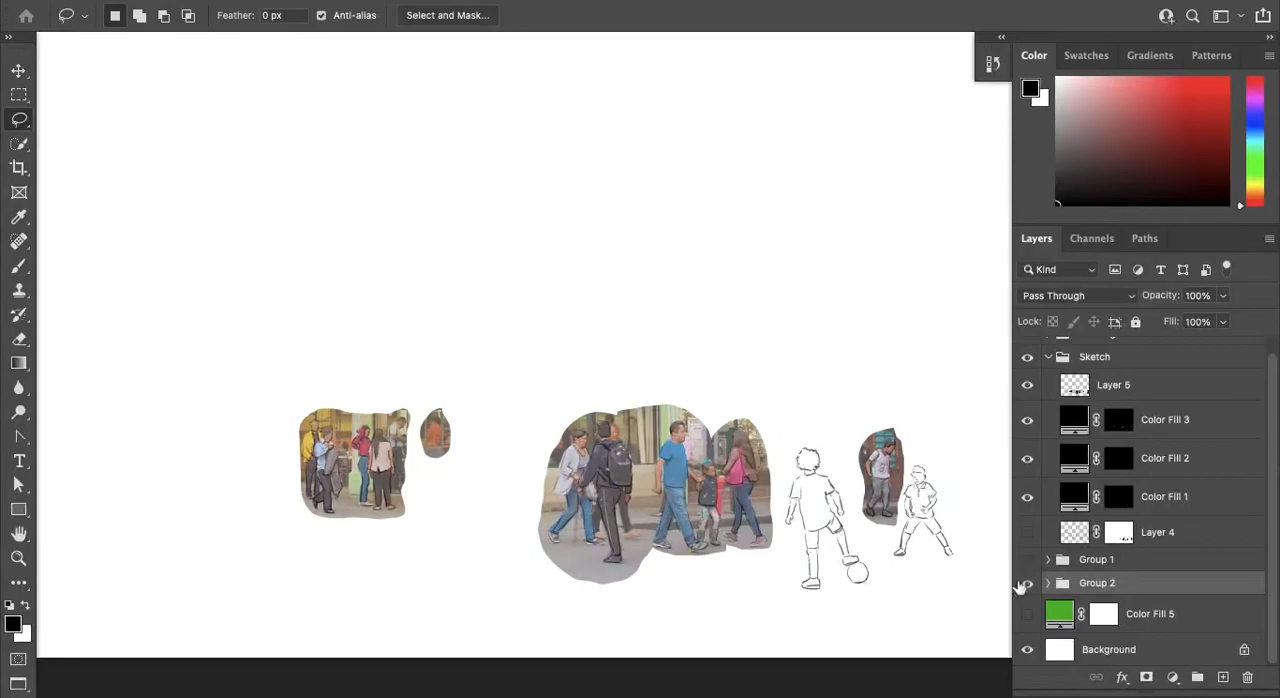 Feather: 0 px Anti-alias Select and Mask...
Color Swatches Gradients Patterns
Layers Channels Paths
Kind
Pass Through Opacity: 100%
Lock: Fill: 100%
Sketch
Layer 5
Color Fill 3
Color Fill 2
Color Fill 1
Layer 4
Group 1
Group 2
Color Fill 5
Background
fx